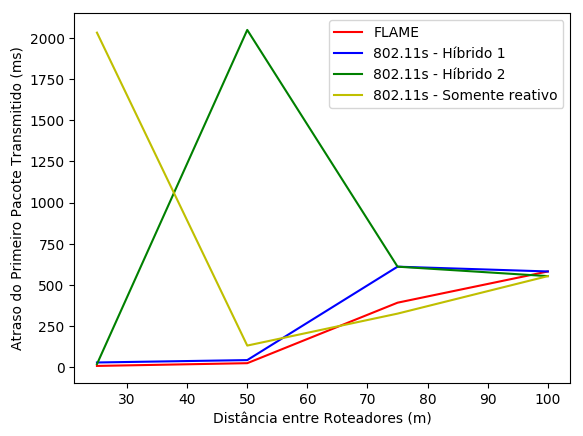 FLAME
802.11s - Híbrido 1
802.11s - Híbrido 2
802.11s - Somente reativo
Atraso do Primeiro Pacote Transmitido (ms)
2000
1750
1500
1250
1000
750
500
250
0
30 40 50 60 70 80 90 100
Distância entre Roteadores (m)